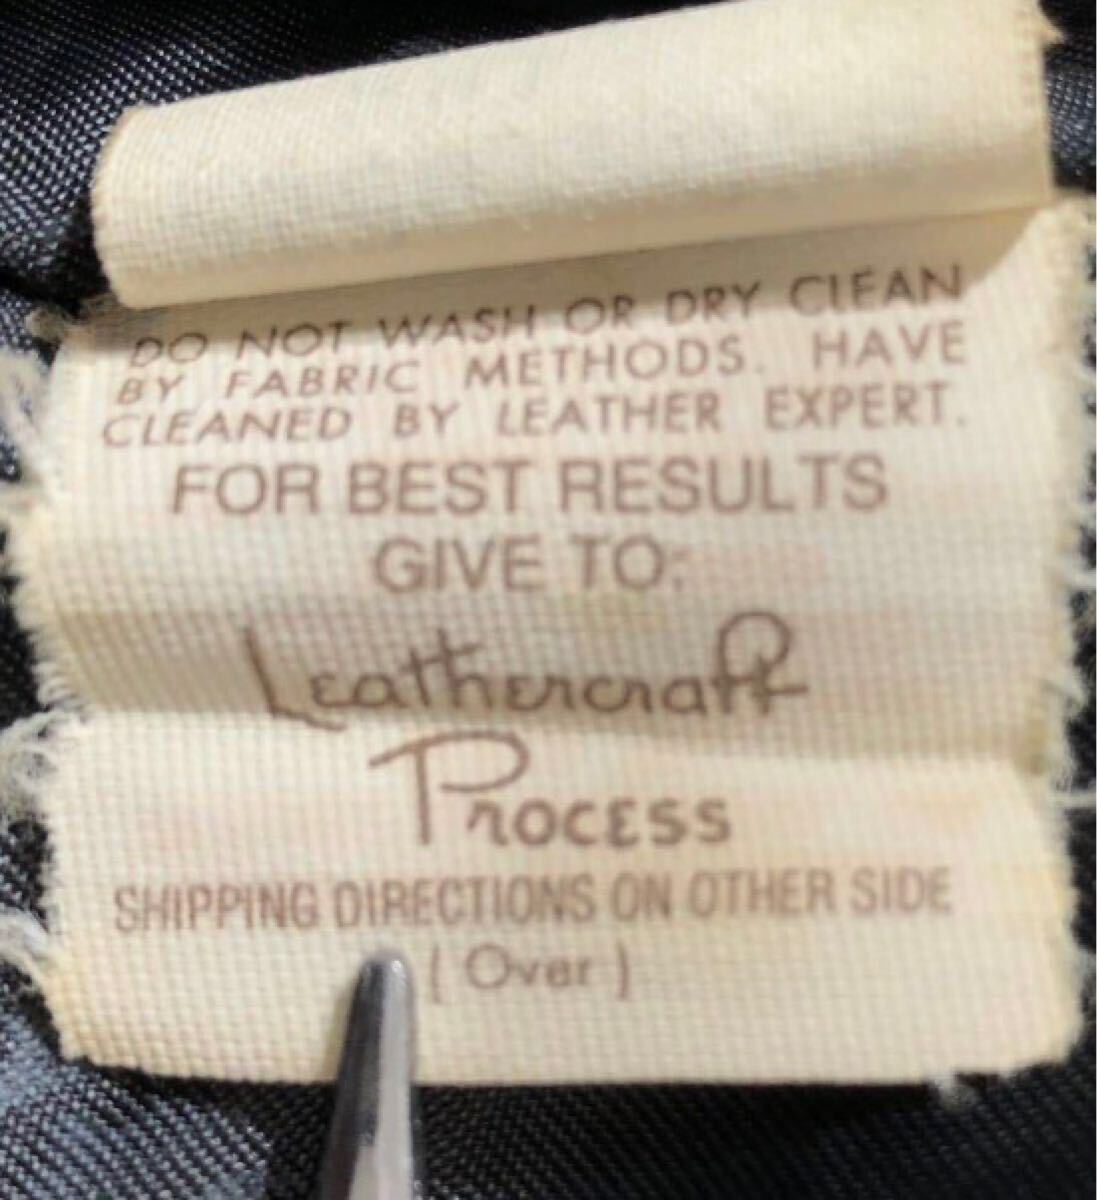 DO NOT WASH OR DRY CLEAN
BY FABRIC METHODS. HAVE
CLEANED BY LEATHER EXPERT.
FOR BEST RESULTS
GIVE TO:
Leathercraft
Process
SHIPPING DIRECTIONS ON OTHER SIDE
( Over )